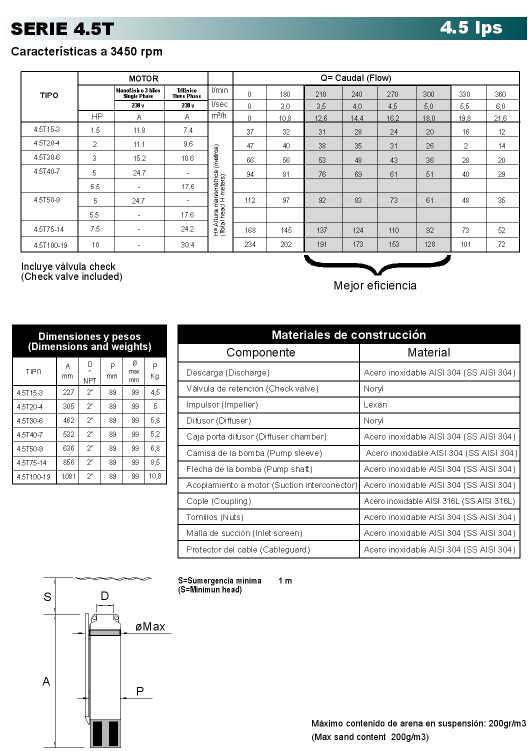 SERIE 4.5T 4.5 lps
Características a 3450 rpm
TIPO MOTOR Q= Caudal (Flow)
Monofásico 3 hilos Trifásico l/min 0 180 210 240 270 300 330 360
Single Phase Three Phase
230 v 230 v l/sec 0 3,0 3,5 4,0 4,5 5,0 5,5 6,0
HP A A m³/h 0 10,8 12,6 14,4 16,2 18,0 19,8 21,6
H= Altura manométrica (metros)
(Total head H meters)
4.5T15-3 1.5 11.8 7.4 37 32 31 28 24 20 16 12
4.5T20-4 2 11.1 9.6 47 40 38 35 31 26 2 14
4.5T30-6 3 15.2 10.6 66 56 53 48 43 36 28 20
4.5T40-7 5 24.7 - 94 81 76 69 61 51 40 29
5.5 - 17.6
4.5T50-9 5 24.7 - 112 97 92 83 73 61 48 35
5.5 - 17.6
4.5T75-14 7.5 - 24.2 168 145 137 124 110 92 73 52
4.5T100-19 10 - 30.4 234 202 191 173 153 128 101 72
Incluye válvula check
(Check valve included)
Mejor eficiencia
Dimensiones y pesos
(Dimensions and weights)
TIPO A mm D " NPT P mm Ø max mm P Kg
4.5T15-3 227 2" 89 99 4,5
4.5T20-4 305 2" 89 99 5
4.5T30-6 462 2" 89 99 5,8
4.5T40-7 532 2" 89 99 5,2
4.5T50-9 636 2" 89 99 6,8
4.5T75-14 856 2" 89 99 8,5
4.5T100-19 1081 2" 89 99 10,8
Materiales de construcción
Componente Material
Descarga (Discharge) Acero inoxidable AISI 304 (SS AISI 304)
Válvula de retención (Check valve) Noryl
Impulsor (Impeller) Lexan
Difusor (Diffuser) Noryl
Caja porta difusor (Diffuser chamber) Acero inoxidable AISI 304 (SS AISI 304)
Camisa de la bomba (Pump sleeve) Acero inoxidable AISI 304 (SS AISI 304)
Flecha de la bomba (Pump shaft) Acero inoxidable AISI 304 (SS AISI 304)
Acoplamiento a motor (Suction interconector) Acero inoxidable AISI 304 (SS AISI 304)
Cople (Coupling) Acero inoxidable AISI 316L (SS AISI 316L)
Tornillos (Nuts) Acero inoxidable AISI 304 (SS AISI 304)
Malla de succión (Inlet screen) Acero inoxidable AISI 304 (SS AISI 304)
Protector del cable (Cableguard) Acero inoxidable AISI 304 (SS AISI 304)
S=Sumergencia mínima 1 m
(S=Minimun head)
S
D
øMax
A
P
Máximo contenido de arena en suspensión: 200gr/m3
(Max sand content 200g/m3)